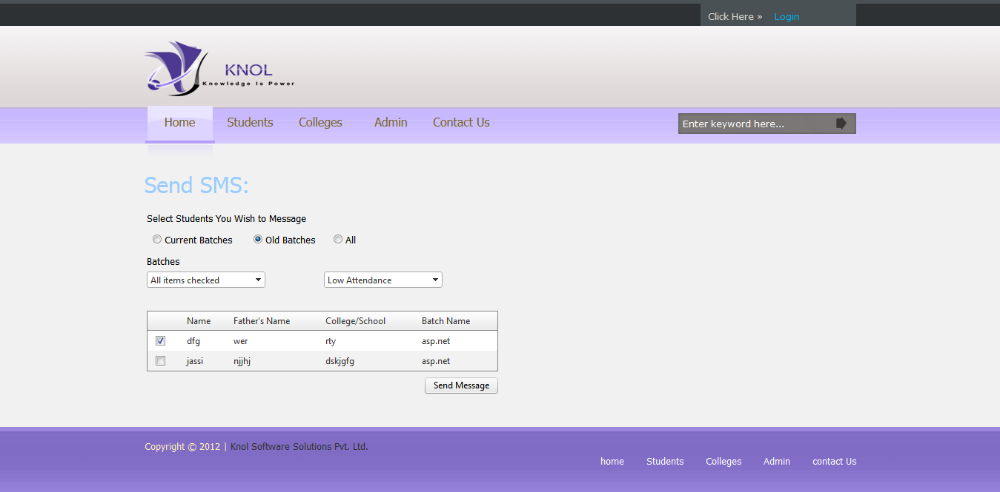 Click Here » Login
KNOL
Knowledge Is Power
Home Students Colleges Admin Contact Us Enter keyword here...
Send SMS:
Select Students You Wish to Message
Current Batches Old Batches All
Batches
All items checked Low Attendance
Name Father's Name College/School Batch Name
dfg wer rty asp.net
jassi njjhj dskjgfg asp.net
Send Message
Copyright © 2012 | Knol Software Solutions Pvt. Ltd.
home Students Colleges Admin contact Us